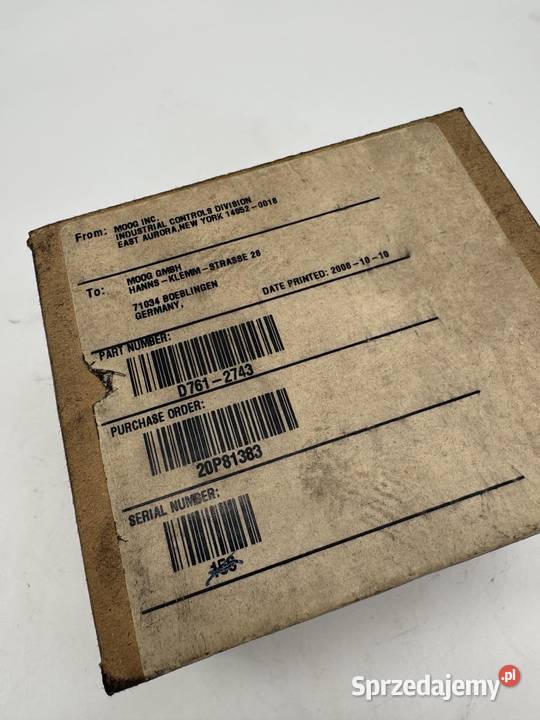 From: MOOG INC.
INDUSTRIAL CONTROLS DIVISION
EAST AURORA, NEW YORK 14052-0018
To: MOOG GMBH
HANNS-KLEMM-STRASSE 28
71034 BOEBLINGEN
GERMANY,
DATE PRINTED: 2008-10-10
PART NUMBER:
D761-2743
PURCHASE ORDER:
20P81383
SERIAL NUMBER:
Sprzedajemy.pl